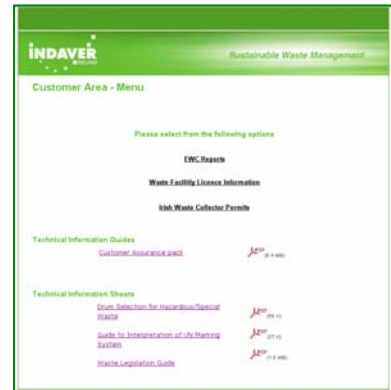 iNDAVER
IRELAND
Sustainable Waste Management
Customer Area - Menu
Please select from the following options
EWC Reports
Waste Facility Licence Information
Irish Waste Collector Permits
Technical Information Guides
Customer Assurance pack
Technical Information Sheets
Drum Selection for Hazardous/Special
Waste
Guide to Interpretation of UN Marking
System
Waste Legislation Guide